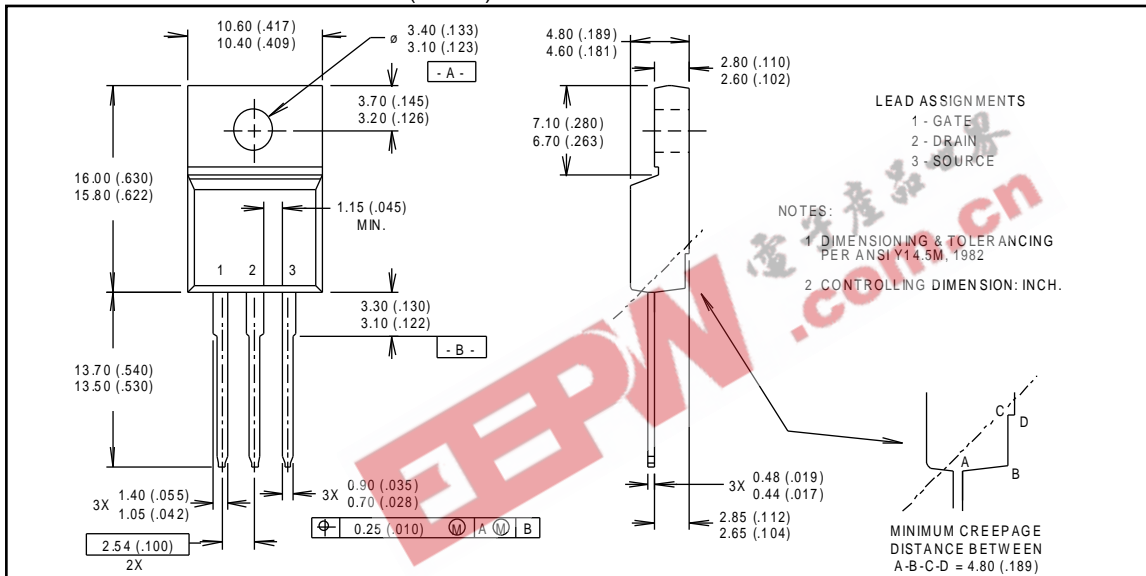 10.60 (.417)
10.40 (.409)
ø 3.40 (.133)
3.10 (.123)
- A -
3.70 (.145)
3.20 (.126)
16.00 (.630)
15.80 (.622)
1.15 (.045)
MIN.
1 2 3
3.30 (.130)
3.10 (.122)
- B -
13.70 (.540)
13.50 (.530)
3X 1.40 (.055)
1.05 (.042)
3X 0.90 (.035)
0.70 (.028)
0.25 (.010) Ⓜ A Ⓜ B
2.54 (.100)
2X
4.80 (.189)
4.60 (.181)
2.80 (.110)
2.60 (.102)
7.10 (.280)
6.70 (.263)
LEAD ASSIGNMENTS
1 - GATE
2 - DRAIN
3 - SOURCE
NOTES:
1 DIMENSIONING & TOLERANCING
PER ANSI Y14.5M, 1982
2 CONTROLLING DIMENSION: INCH.
3X 0.48 (.019)
0.44 (.017)
2.85 (.112)
2.65 (.104)
C D
A B
MINIMUM CREEPAGE
DISTANCE BETWEEN
A-B-C-D = 4.80 (.189)
EEPW
電子產品世界
.com.cn